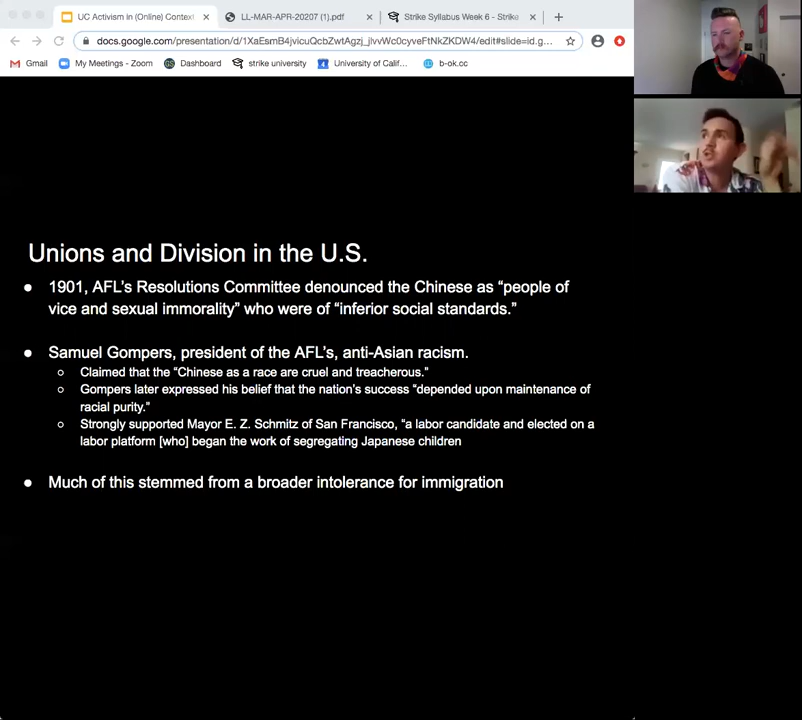 UC Activism In (Online) Context
LL-MAR-APR-20207 (1).pdf
Strike Syllabus Week 6 - Strike
docs.google.com/presentation/d/1XaEsmB4jvicuQcbZwtAgzj_jlvvWc0cyveFtNkZKDW4/edit#slide=id.g...
Gmail
My Meetings - Zoom
Dashboard
strike university
University of Calif...
b-ok.cc
Unions and Division in the U.S.
● 1901, AFL's Resolutions Committee denounced the Chinese as “people of
vice and sexual immorality” who were of “inferior social standards.”
● Samuel Gompers, president of the AFL's, anti-Asian racism.
○ Claimed that the “Chinese as a race are cruel and treacherous.”
○ Gompers later expressed his belief that the nation's success “depended upon maintenance of
racial purity.”
○ Strongly supported Mayor E. Z. Schmitz of San Francisco, “a labor candidate and elected on a
labor platform [who] began the work of segregating Japanese children
● Much of this stemmed from a broader intolerance for immigration